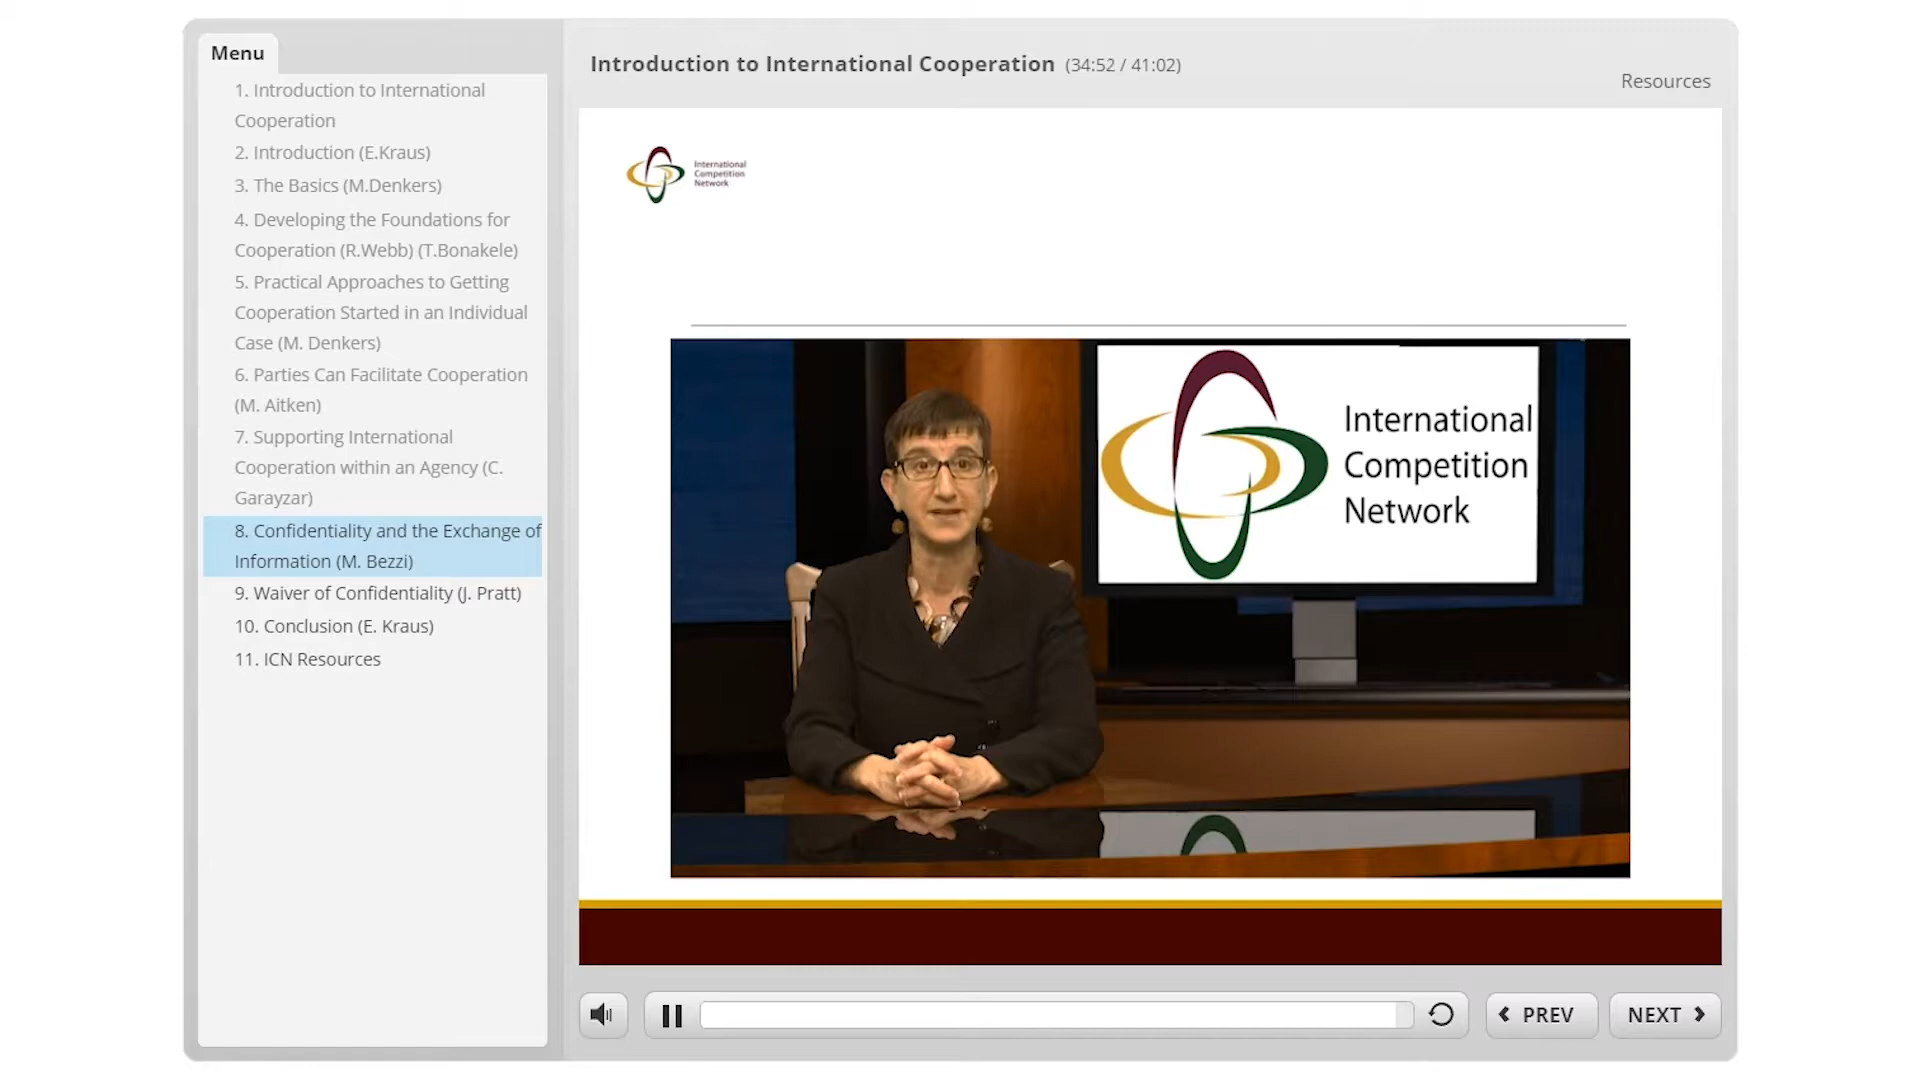 Menu
1. Introduction to International
Cooperation
2. Introduction (E.Kraus)
3. The Basics (M.Denkers)
4. Developing the Foundations for
Cooperation (R.Webb) (T.Bonakele)
5. Practical Approaches to Getting
Cooperation Started in an Individual
Case (M. Denkers)
6. Parties Can Facilitate Cooperation
(M. Aitken)
7. Supporting International
Cooperation within an Agency (C.
Garayzar)
8. Confidentiality and the Exchange of
Information (M. Bezzi)
9. Waiver of Confidentiality (J. Pratt)
10. Conclusion (E. Kraus)
11. ICN Resources
Introduction to International Cooperation (34:52 / 41:02)
Resources
International
Competition
Network
International
Competition
Network
PREV
NEXT